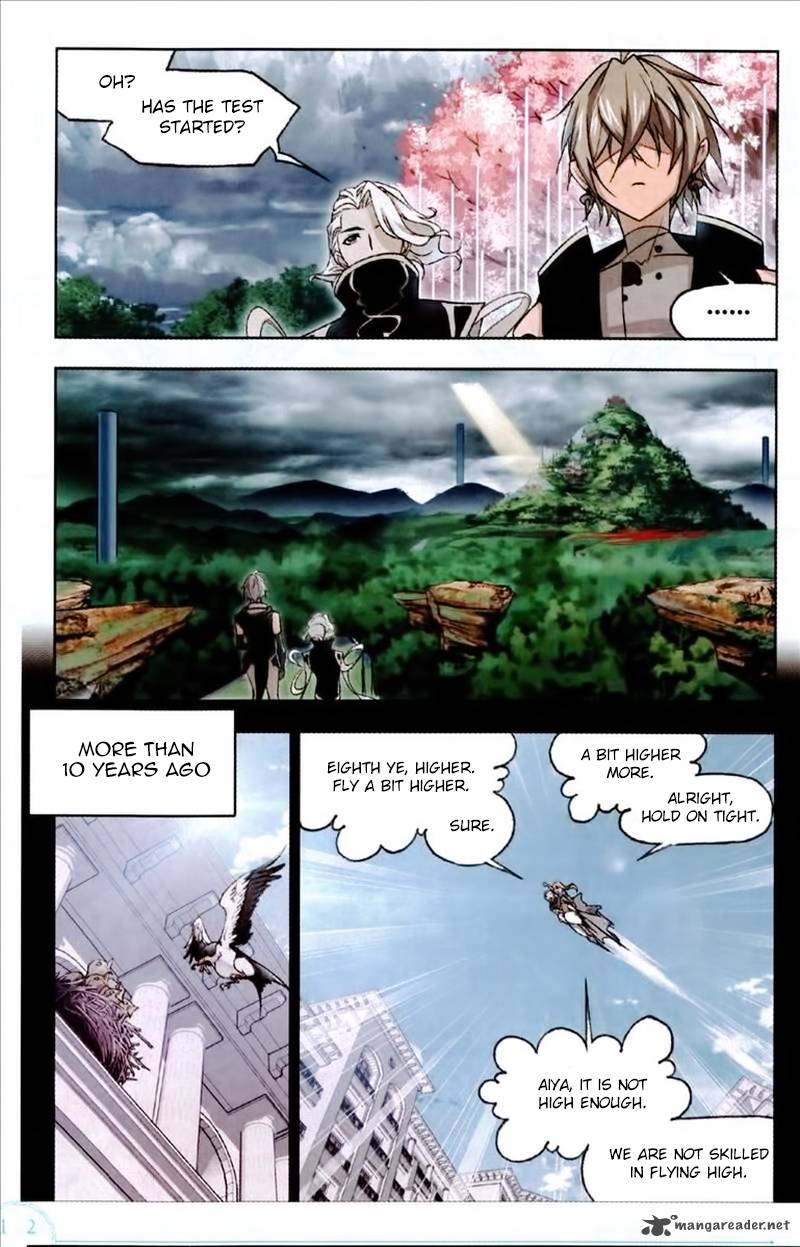 OH?
HAS THE TEST
STARTED?
......
MORE THAN
10 YEARS AGO
EIGHTH YE, HIGHER.
FLY A BIT HIGHER.
SURE.
A BIT HIGHER
MORE.
ALRIGHT,
HOLD ON TIGHT.
AIYA, IT IS NOT
HIGH ENOUGH.
WE ARE NOT SKILLED
IN FLYING HIGH.
1 2
mangareader.net